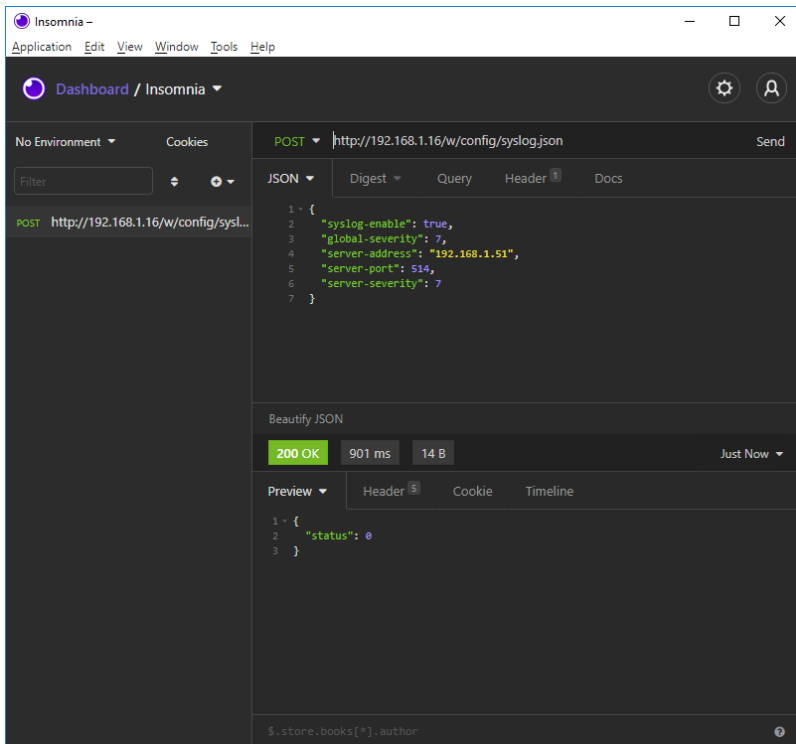 Insomnia –
Application Edit View Window Tools Help
Dashboard / Insomnia
No Environment Cookies
POST http://192.168.1.16/w/config/syslog.json Send
Filter
JSON Digest Query Header 1 Docs
POST http://192.168.1.16/w/config/sysl...
1 {
2 "syslog-enable": true,
3 "global-severity": 7,
4 "server-address": "192.168.1.51",
5 "server-port": 514,
6 "server-severity": 7
7 }
Beautify JSON
200 OK 901 ms 14 B Just Now
Preview Header 5 Cookie Timeline
1 {
2 "status": 0
3 }
$.store.books[*].author